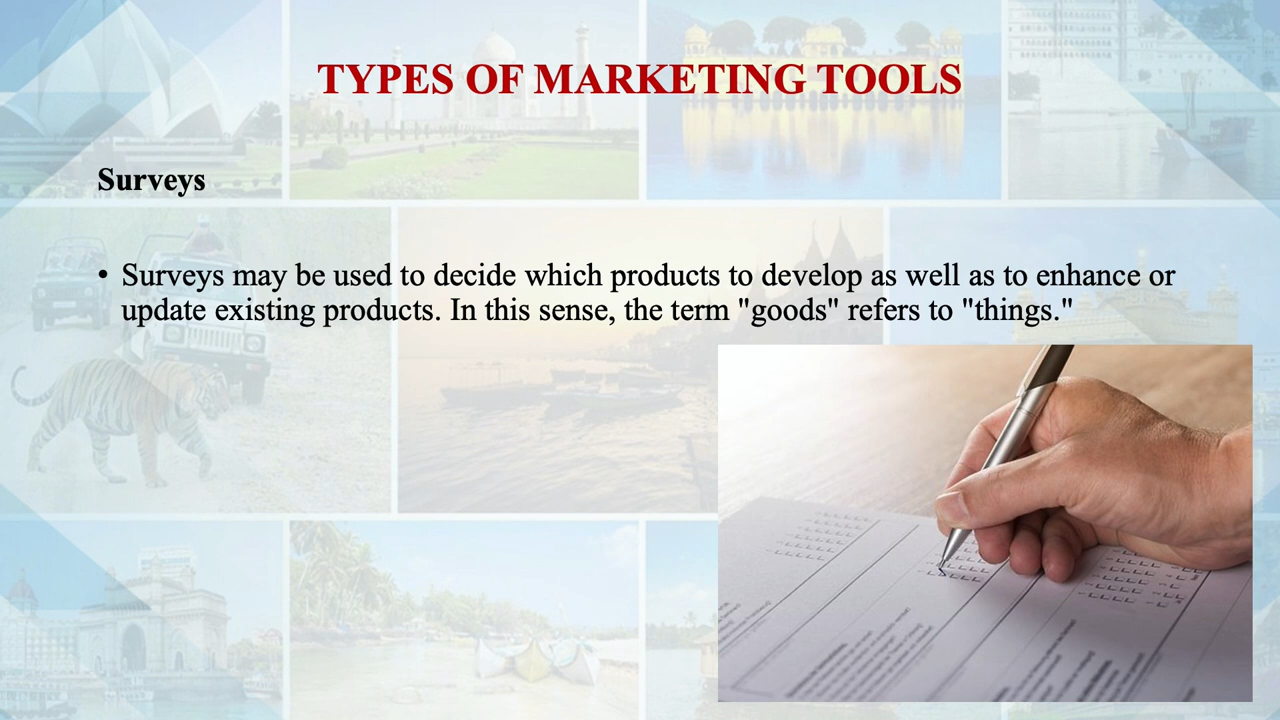 TYPES OF MARKETING TOOLS
Surveys
• Surveys may be used to decide which products to develop as well as to enhance or
update existing products. In this sense, the term "goods" refers to "things."